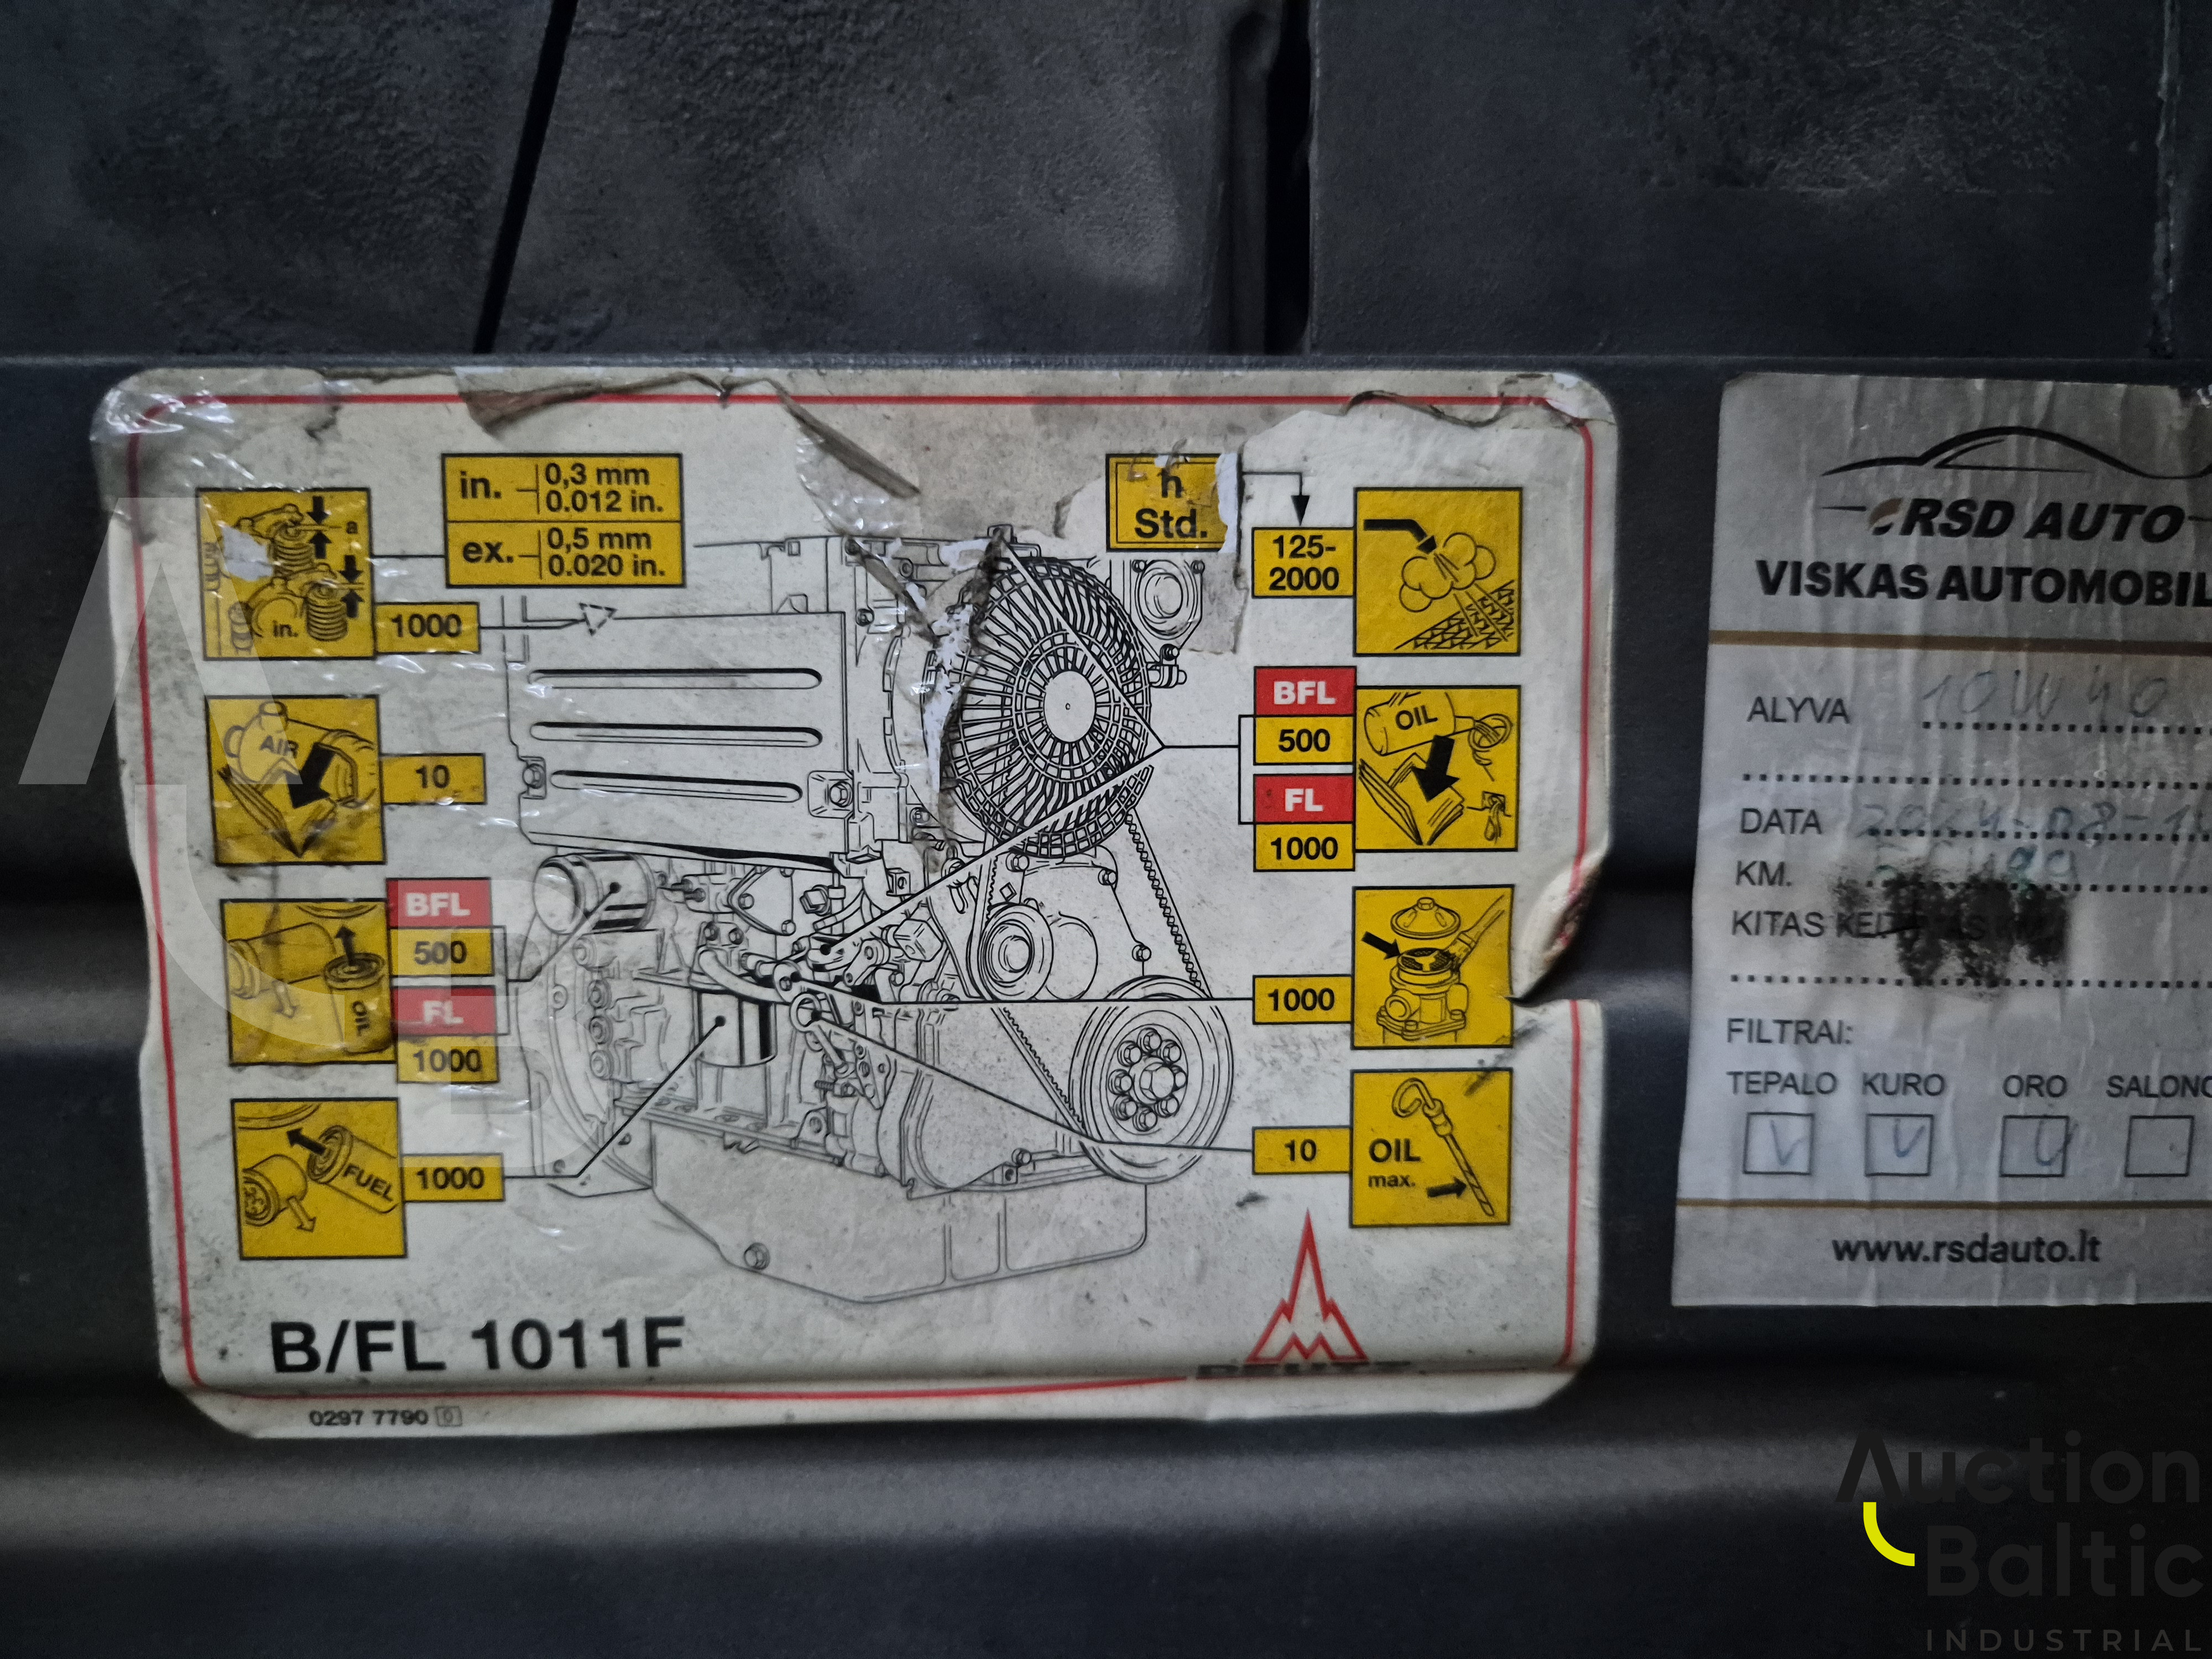 in. 0,3 mm
0.012 in.
ex. 0,5 mm
0.020 in.
a
in.
1000
h
Std.
125-
2000
AIR
10
BFL
500
FL
1000
OIL
BFL
500
FL
1000
OIL
1000
FUEL
1000
10
OIL
max.
B/FL 1011F
0297 7790 0
RSD AUTO
VISKAS AUTOMOBIL
ALYVA 10W40
DATA
KM.
KITAS
FILTRAI:
TEPALO KURO ORO SALONO
www.rsdauto.lt
Auction
Baltic
INDUSTRIAL